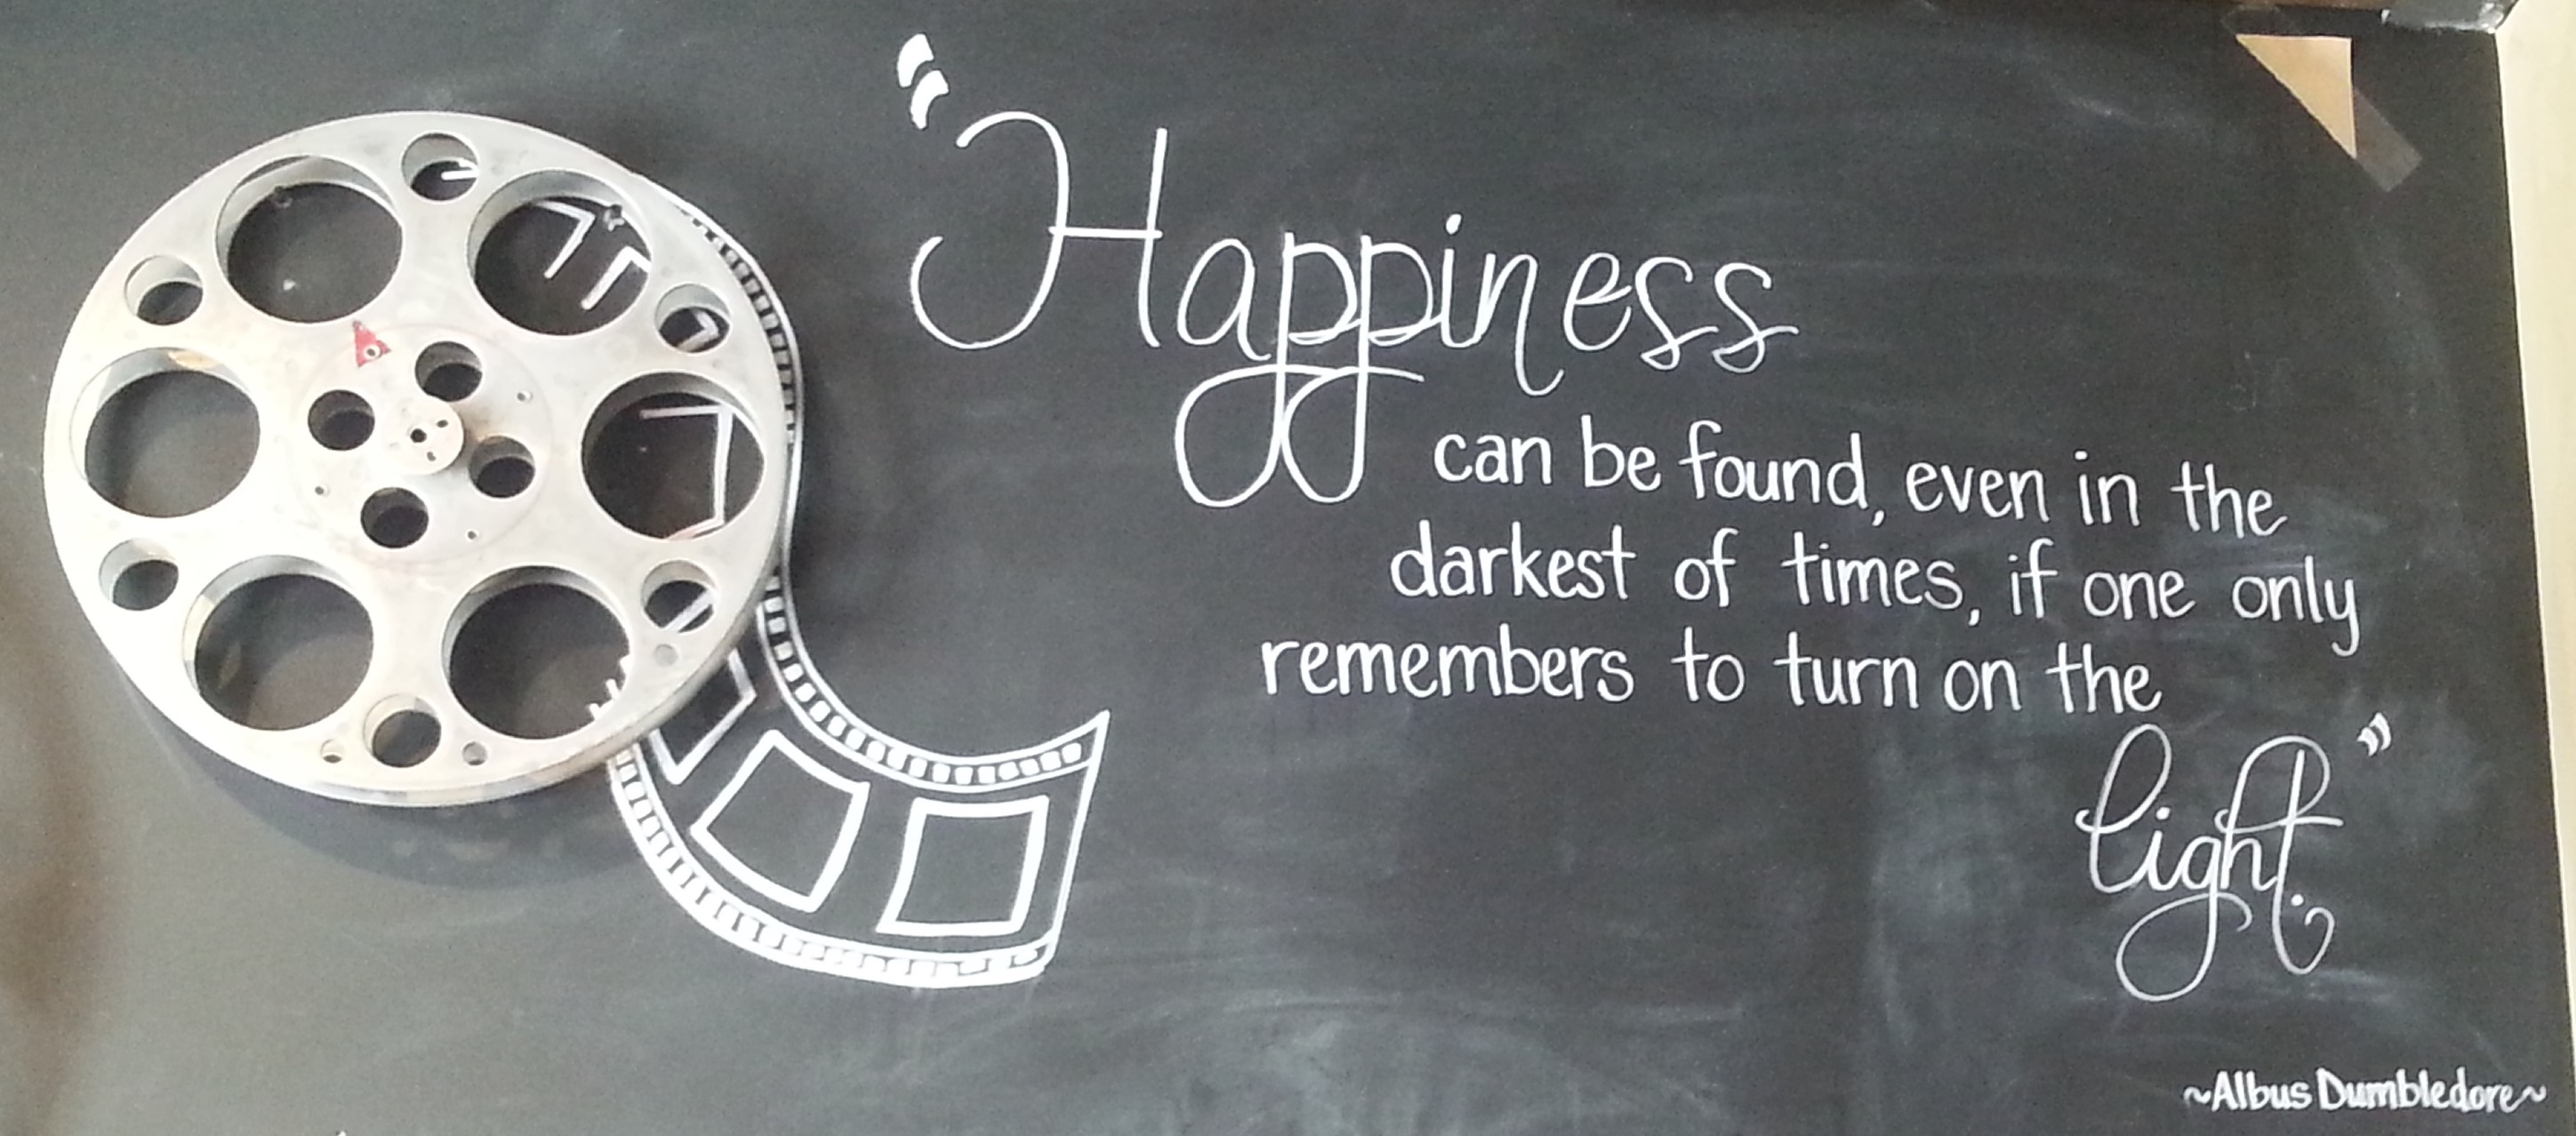 "Happiness
can be found, even in the
darkest of times, if one only
remembers to turn on the
light."
~Albus Dumbledore~